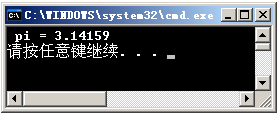 C:\WINDOWS\system32\cmd.exe
pi = 3.14159
请按任意键继续. . .